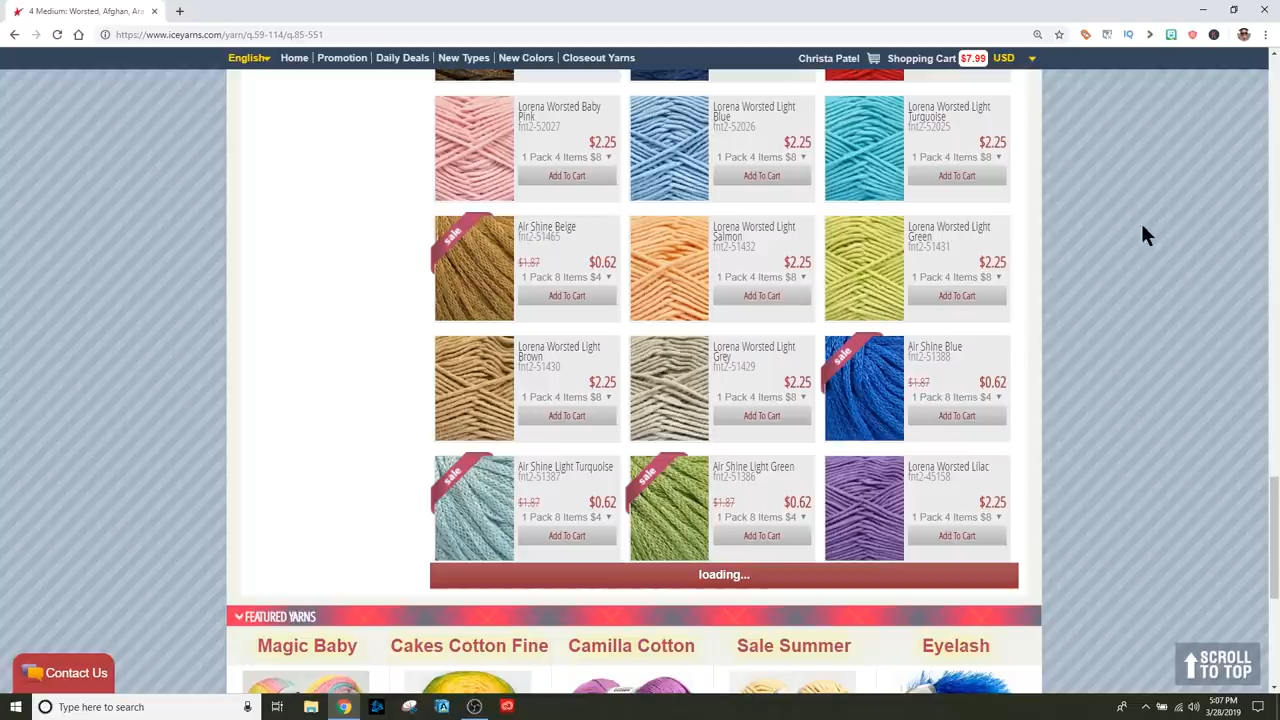 4 Medium: Worsted, Afghan, Ara
https://www.iceyarns.com/yarn/q.59-114/q.85-551
English Home Promotion Daily Deals New Types New Colors Closeout Yarns Christa Patel Shopping Cart $7.99 USD
Lorena Worsted Baby Pink
fnt2-52027
$2.25
1 Pack 4 Items $8
Add To Cart
Lorena Worsted Light Blue
fnt2-52026
$2.25
1 Pack 4 Items $8
Add To Cart
Lorena Worsted Light Turquoise
fnt2-52025
$2.25
1 Pack 4 Items $8
Add To Cart
sale
Air Shine Beige
fnt2-51465
$1.87 $0.62
1 Pack 8 Items $4
Add To Cart
Lorena Worsted Light Salmon
fnt2-51432
$2.25
1 Pack 4 Items $8
Add To Cart
Lorena Worsted Light Green
fnt2-51431
$2.25
1 Pack 4 Items $8
Add To Cart
Lorena Worsted Light Brown
fnt2-51430
$2.25
1 Pack 4 Items $8
Add To Cart
Lorena Worsted Light Grey
fnt2-51429
$2.25
1 Pack 4 Items $8
Add To Cart
sale
Air Shine Blue
fnt2-51388
$1.87 $0.62
1 Pack 8 Items $4
Add To Cart
sale
Air Shine Light Turquoise
fnt2-51387
$1.87 $0.62
1 Pack 8 Items $4
Add To Cart
sale
Air Shine Light Green
fnt2-51386
$1.87 $0.62
1 Pack 8 Items $4
Add To Cart
Lorena Worsted Lilac
fnt2-45158
$2.25
1 Pack 4 Items $8
Add To Cart
loading...
FEATURED YARNS
Magic Baby Cakes Cotton Fine Camilla Cotton Sale Summer Eyelash
Contact Us
SCROLL
TO TOP
Type here to search
5:07 PM
3/28/2019